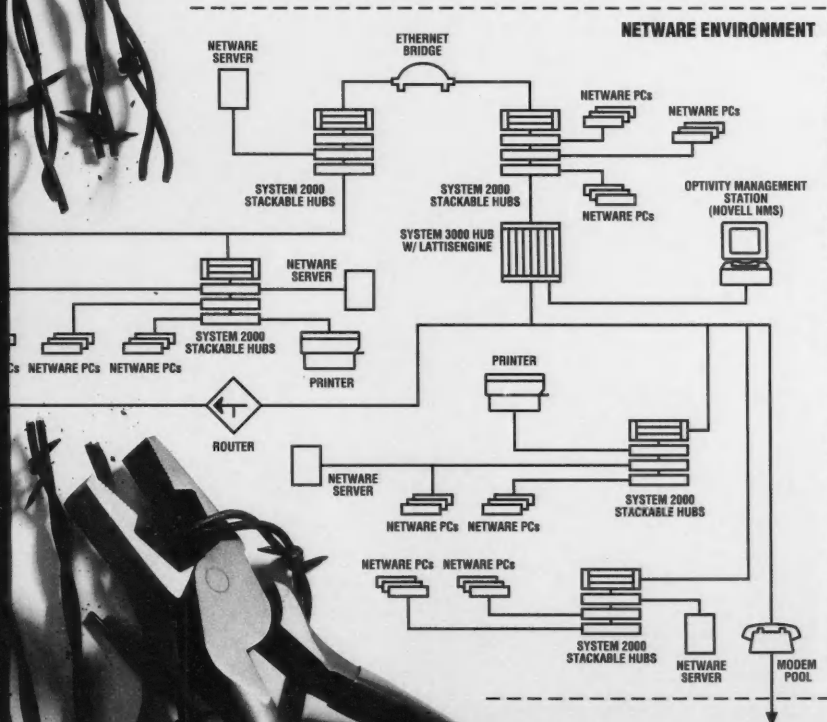 NETWARE ENVIRONMENT
NETWARE
SERVER
ETHERNET
BRIDGE
NETWARE PCs
NETWARE PCs
SYSTEM 2000
STACKABLE HUBS
SYSTEM 2000
STACKABLE HUBS
NETWARE PCs
OPTIVITY MANAGEMENT
STATION
(NOVELL NMS)
SYSTEM 3000 HUB
W/ LATTISENGINE
NETWARE
SERVER
SYSTEM 2000
STACKABLE HUBS
Cs
NETWARE PCs
NETWARE PCs
PRINTER
PRINTER
ROUTER
NETWARE
SERVER
NETWARE PCs
NETWARE PCs
SYSTEM 2000
STACKABLE HUBS
NETWARE PCs
NETWARE PCs
SYSTEM 2000
STACKABLE HUBS
NETWARE
SERVER
MODEM
POOL